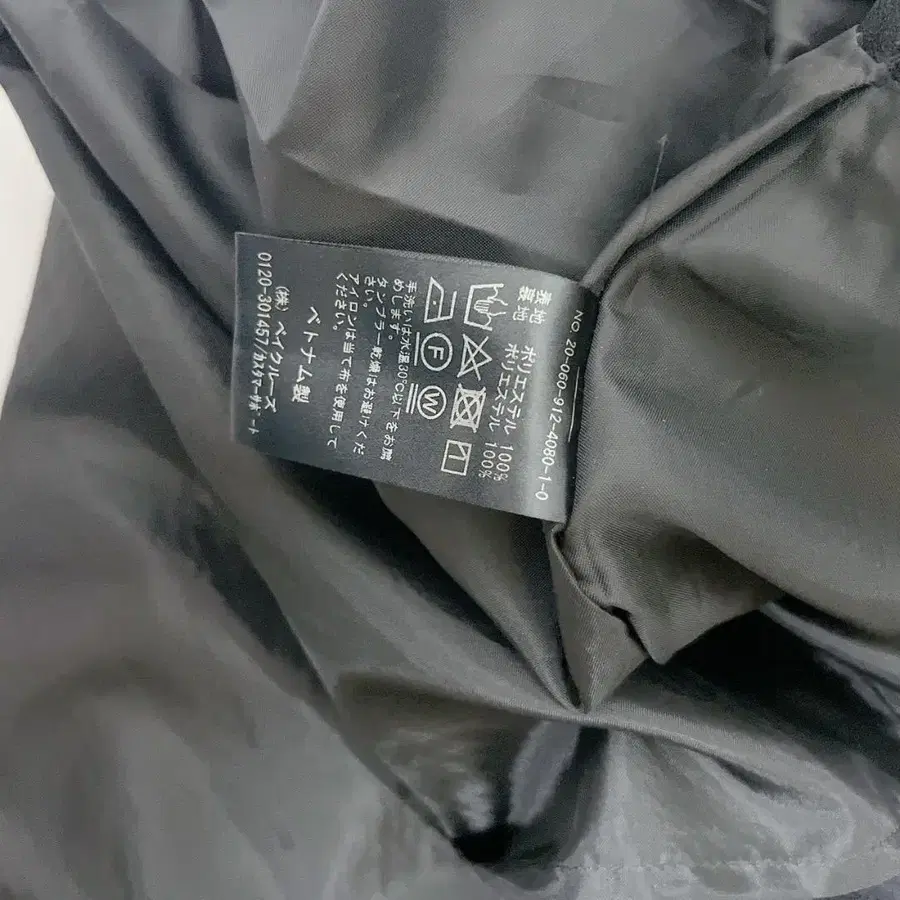 NO. 20-060-912-4080-1-0
表地 ポリエステル 100%
裏地 ポリエステル 100%
F
W
手洗いは水温30℃以下をお勧
めします。
タンブラー乾燥はお避けくだ
さい。
アイロンは当て布を使用して
ください。
ベトナム製
(株) ベイクルーズ
0120-301457/カスタマーサポート